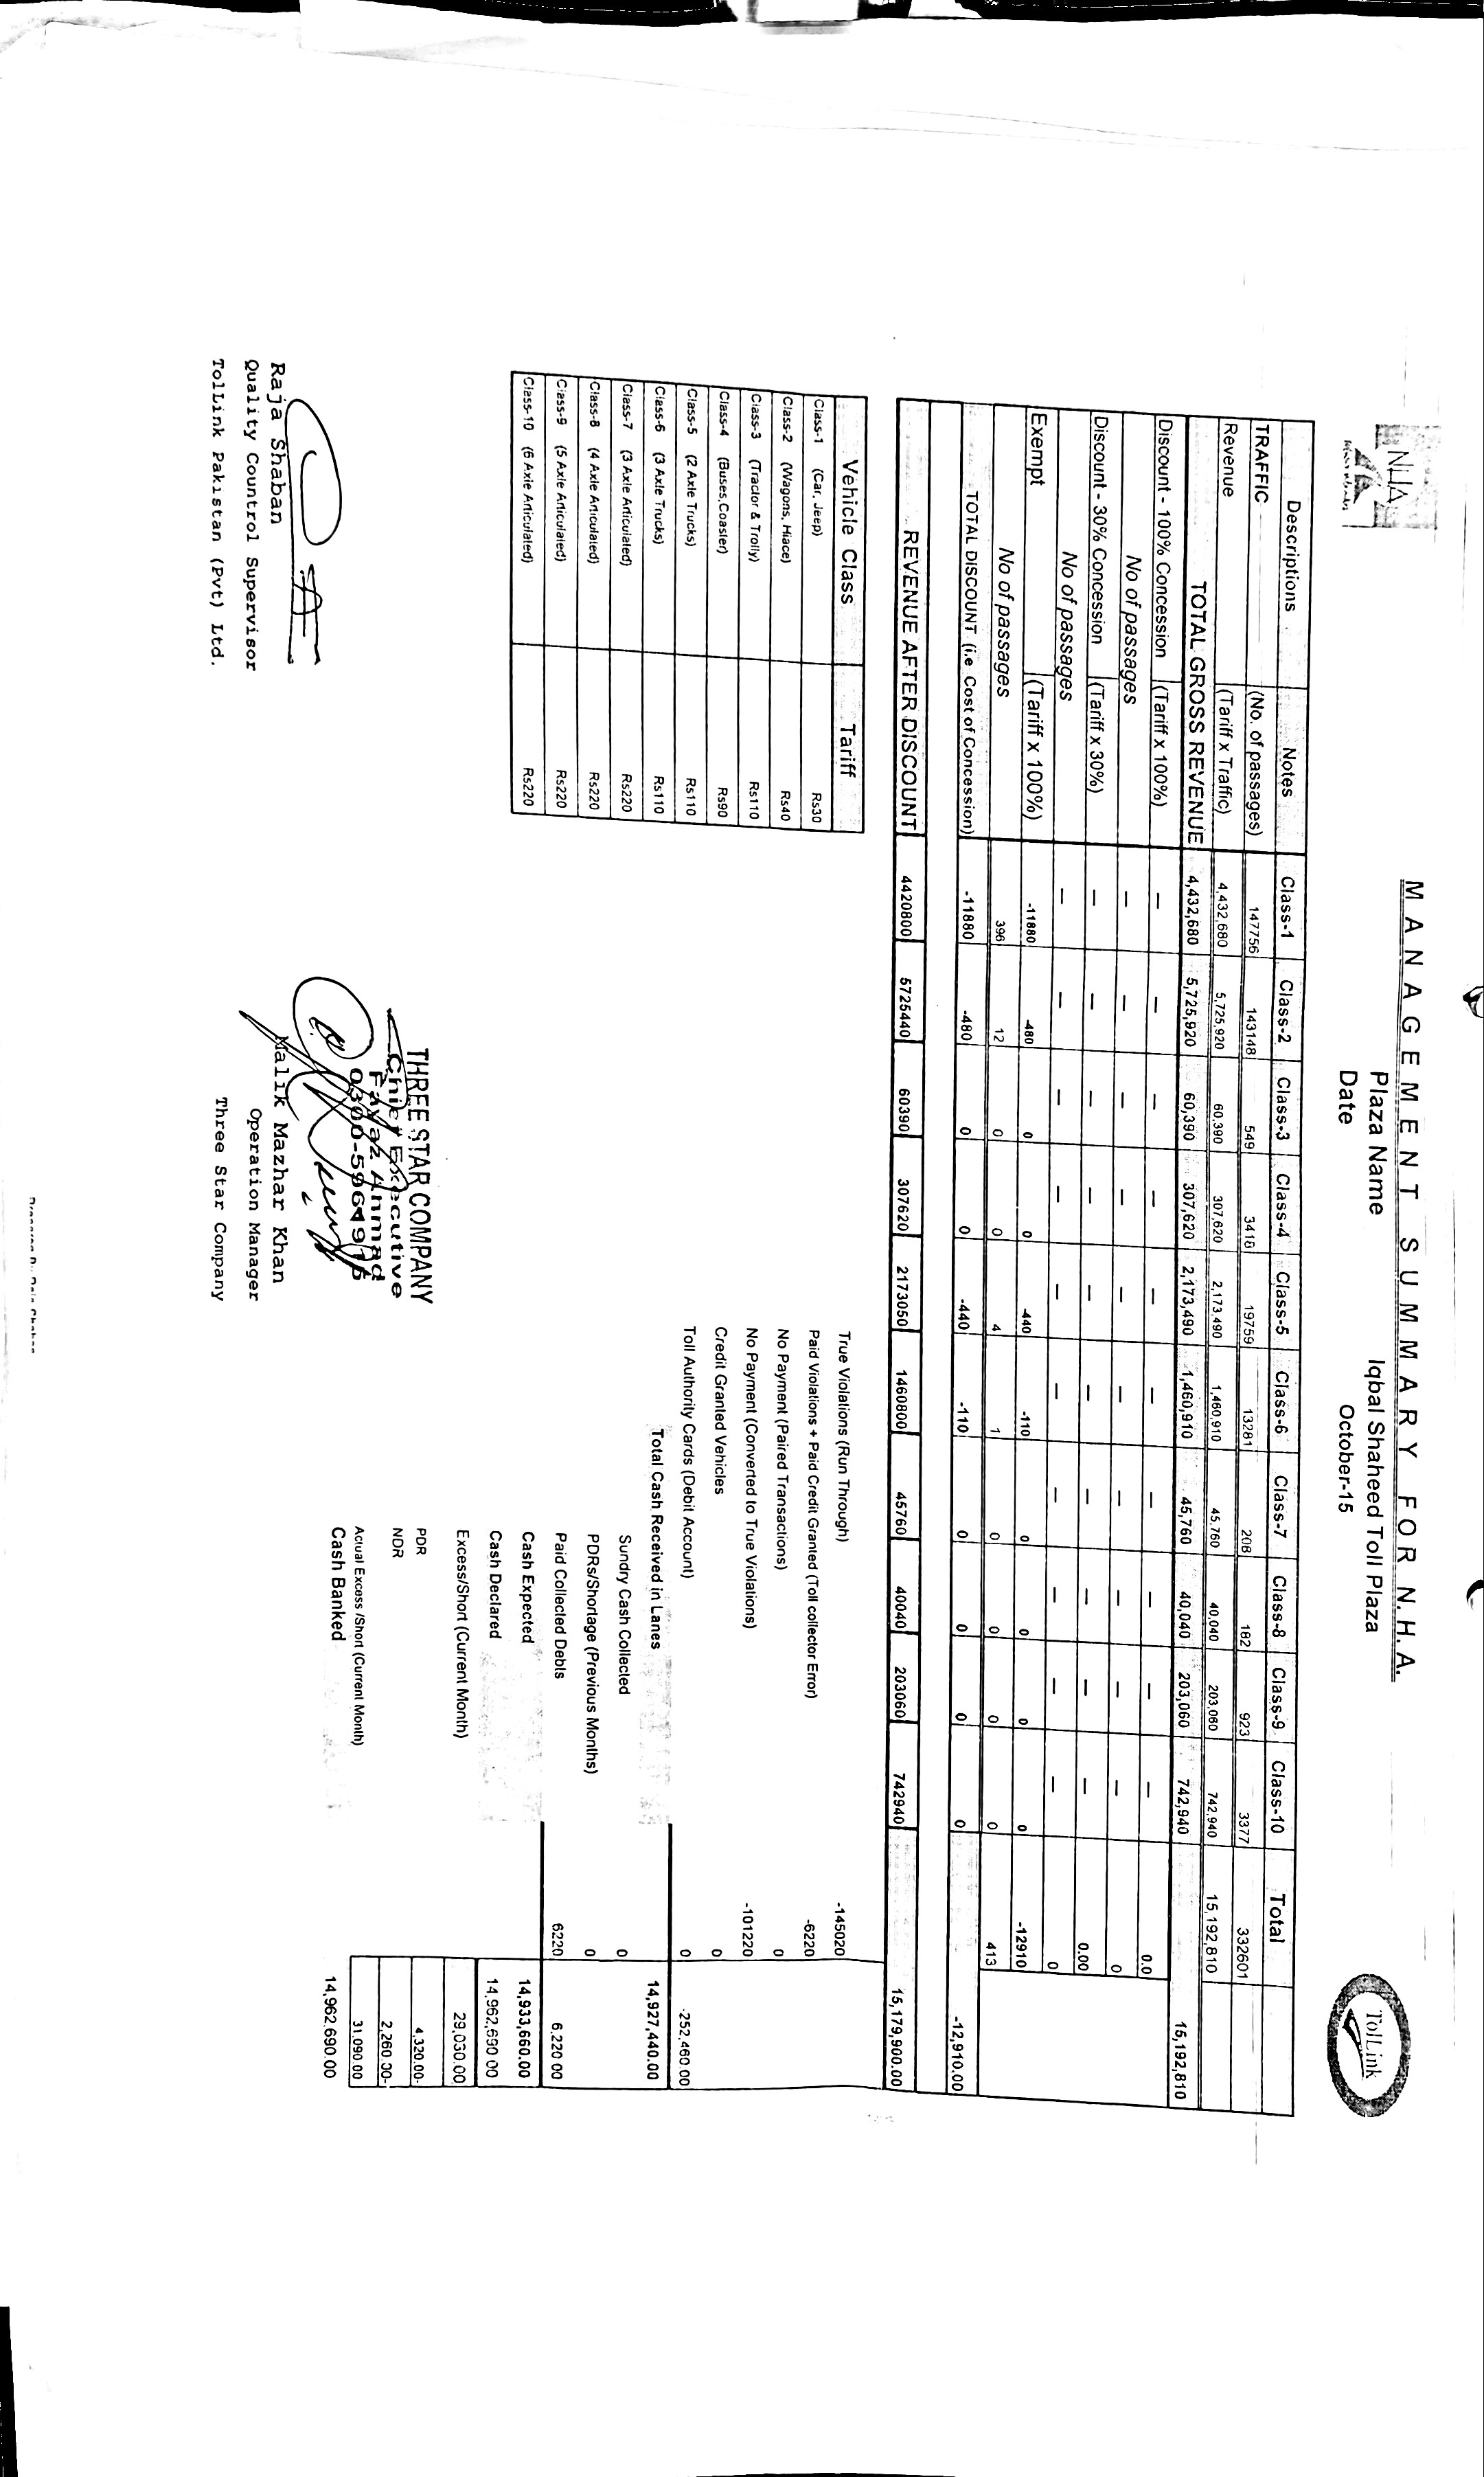 NHA
MANAGEMENT SUMMARY FOR N.H.A.
TolLink
Plaza Name Iqbal Shaheed Toll Plaza
Date October-15
Descriptions Notes Class-1 Class-2 Class-3 Class-4 Class-5 Class-6 Class-7 Class-8 Class-9 Class-10 Total
TRAFFIC (No. of passages) 147756 143148 549 3418 19759 13281 208 182 923 3377 332601
Revenue (Tariff x Traffic) 4,432,680 5,725,920 60,390 307,620 2,173,490 1,460,910 45,760 40,040 203,060 742,940 15,192,810
TOTAL GROSS REVENUE 4,432,680 5,725,920 60,390 307,620 2,173,490 1,460,910 45,760 40,040 203,060 742,940 15,192,810
Discount - 100% Concession (Tariff x 100%) – – – – – – – – – – 0.0
No of passages – – – – – – – – – – 0
Discount - 30% Concession (Tariff x 30%) – – – – – – – – – – 0.00
No of passages – – – – – – – – – – 0
Exempt (Tariff x 100%) -11880 -480 0 0 -440 -110 0 0 0 0 -12910
No of passages 396 12 0 0 4 1 0 0 0 0 413
TOTAL DISCOUNT (i.e Cost of Concession) -11880 -480 0 0 -440 -110 0 0 0 0 -12,910.00
REVENUE AFTER DISCOUNT 4420800 5725440 60390 307620 2173050 1460800 45760 40040 203060 742940 15,179,900.00
Vehicle Class Tariff
Class-1 (Car, Jeep) Rs30
Class-2 (Wagons, Hiace) Rs40
Class-3 (Tractor & Trolly) Rs110
Class-4 (Buses,Coaster) Rs90
Class-5 (2 Axle Trucks) Rs110
Class-6 (3 Axle Trucks) Rs110
Class-7 (3 Axle Articulated) Rs220
Class-8 (4 Axle Articulated) Rs220
Class-9 (5 Axle Articulated) Rs220
Class-10 (6 Axle Articulated) Rs220
True Violations (Run Through) -145020
Paid Violations + Paid Credit Granted (Toll collector Error) -6220
No Payment (Paired Transactions) 0
No Payment (Converted to True Violations) -101220
Credit Granted Vehicles 0
Toll Authority Cards (Debit Account) 0 -252,460.00
Total Cash Received in Lanes 14,927,440.00
Sundry Cash Collected 0
PDRs/Shortage (Previous Months) 0
Paid Collected Debts 6220 6,220.00
Cash Expected 14,933,660.00
Cash Declared 14,962,690.00
Excess/Short (Current Month) 29,030.00
PDR 4,320.00-
NDR 2,260.00-
Actual Excess /Short (Current Month) 31,090.00
Cash Banked 14,962,690.00
THREE STAR COMPANY
Chief Executive
Fayaz Ahmad
Raja Shaban
Quality Country Supervisor
TolLink Pakistan (Pvt) Ltd.
Malik Mazhar Khan
Operation Manager
Three Star Company